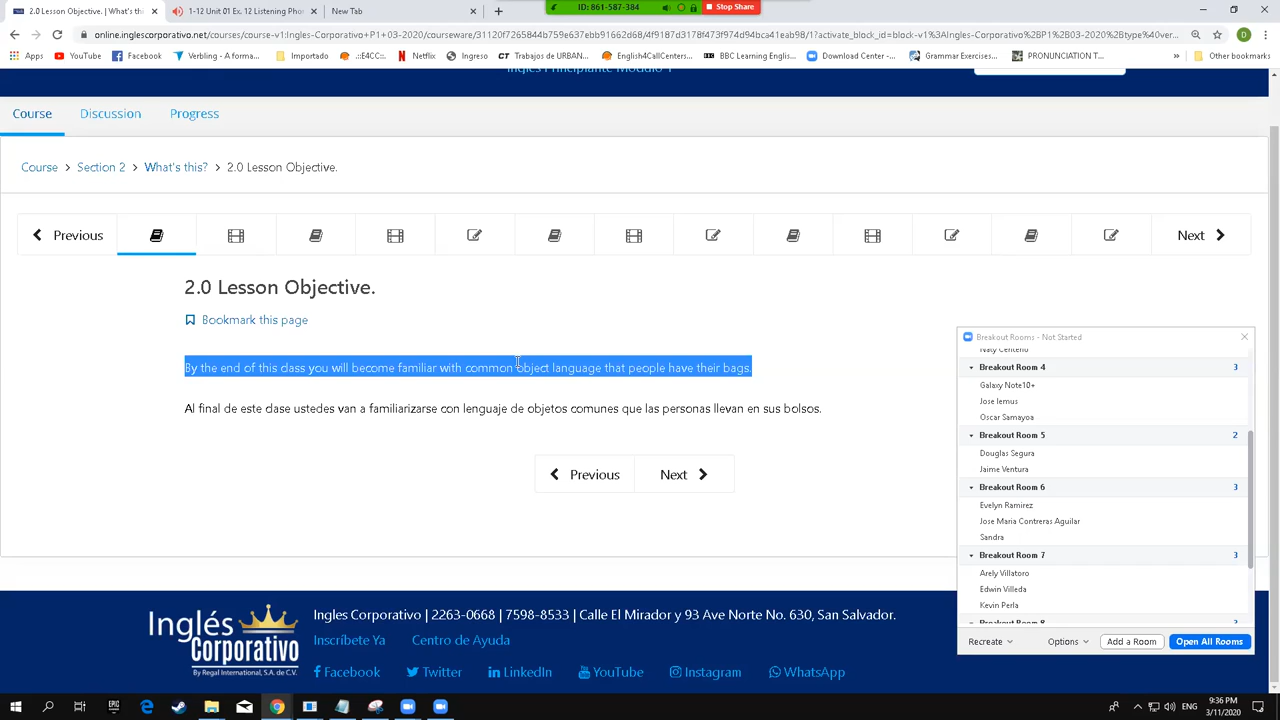 2.0 Lesson Objective. | What's thi
1-12 Unit 01 Ex. 12 Listening Pho
New Tab
ID: 861-587-384
Stop Share
online.inglescorporativo.net/courses/course-v1:Ingles-Corporativo+P1+03-2020/courseware/31120f7265844b759e637ebb91662d68/4f9187d3178f473f974d94bca41eab98/1?activate_block_id=block-v1%3AIngles-Corporativo%2BP1%2B03-2020%2Btype%40ver...
Apps
YouTube
Facebook
Verbling - A forma...
Importado
.::E4CC::.
Netflix
Ingreso
Trabajos de URBAN...
English4CallCenters...
BBC Learning Engli...
Download Center -...
Grammar Exercises...
PRONUNCIATION T...
Other bookmarks
Inglés Principiante Módulo 1
Course
Discussion
Progress
Course > Section 2 > What's this? > 2.0 Lesson Objective.
Previous
Next
2.0 Lesson Objective.
Bookmark this page
By the end of this class you will become familiar with common object language that people have their bags.
Al final de este clase ustedes van a familiarizarse con lenguaje de objetos comunes que las personas llevan en sus bolsos.
Previous
Next
Breakout Rooms - Not Started
Naty Centeno
Breakout Room 4 3
Galaxy Note10+
Jose lemus
Oscar Samayoa
Breakout Room 5 2
Douglas Segura
Jaime Ventura
Breakout Room 6 3
Evelyn Ramirez
Jose Maria Contreras Aguilar
Sandra
Breakout Room 7 3
Arely Villatoro
Edwin Villeda
Kevin Perla
Breakout Room 8
Recreate
Options
Add a Room
Open All Rooms
Inglés Corporativo
By Regal International, S.A. de C.V.
Ingles Corporativo | 2263-0668 | 7598-8533 | Calle El Mirador y 93 Ave Norte No. 630, San Salvador.
Inscríbete Ya
Centro de Ayuda
Facebook
Twitter
LinkedIn
YouTube
Instagram
WhatsApp
ENG
9:36 PM
3/11/2020